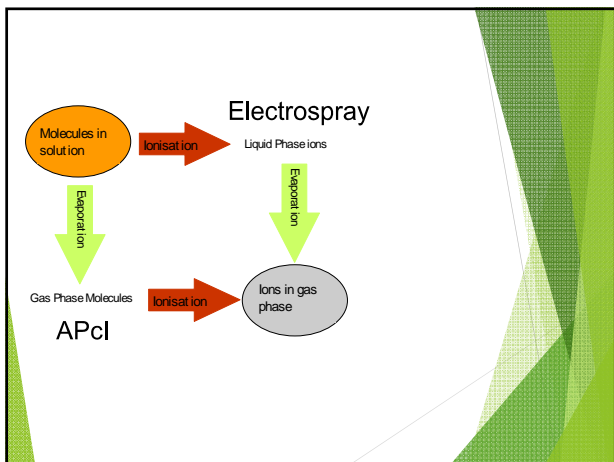 Electrospray
Molecules in
solution
Ionisation
Liquid Phase ions
Evaporation
Evaporation
Gas Phase Molecules
Ionisation
Ions in gas
phase
APcI